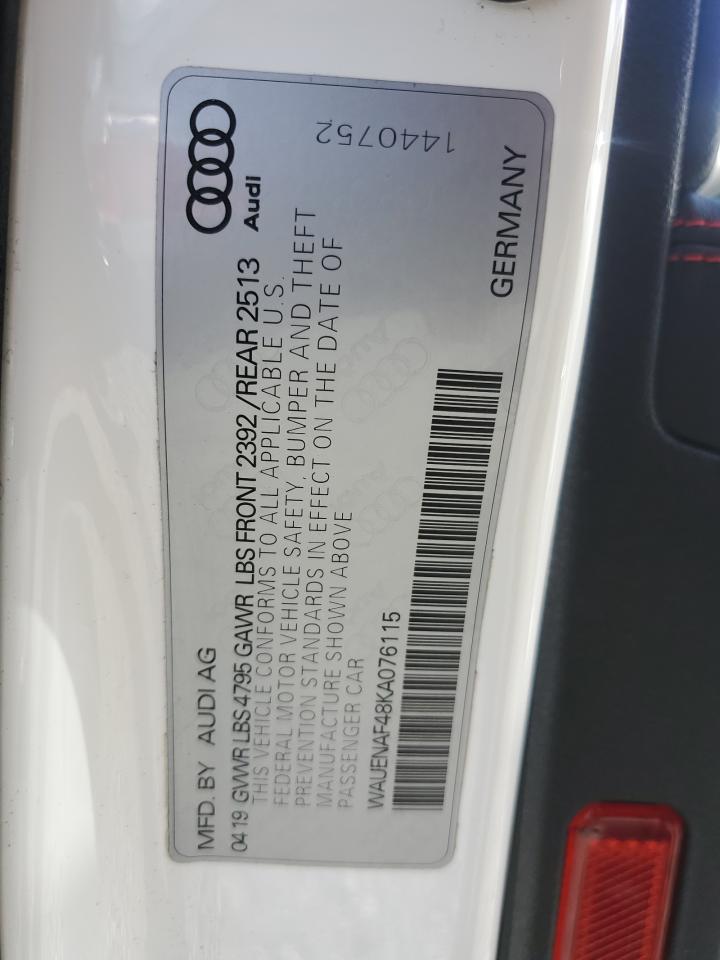 MFD. BY AUDI AG
Audi
04 19 GVWR LBS 4795 GAWR LBS FRONT 2392 /REAR 2513
THIS VEHICLE CONFORMS TO ALL APPLICABLE U.S.
FEDERAL MOTOR VEHICLE SAFETY, BUMPER AND THEFT
PREVENTION STANDARDS IN EFFECT ON THE DATE OF
MANUFACTURE SHOWN ABOVE
PASSENGER CAR
WAUENAF48KA076115
1440752
GERMANY